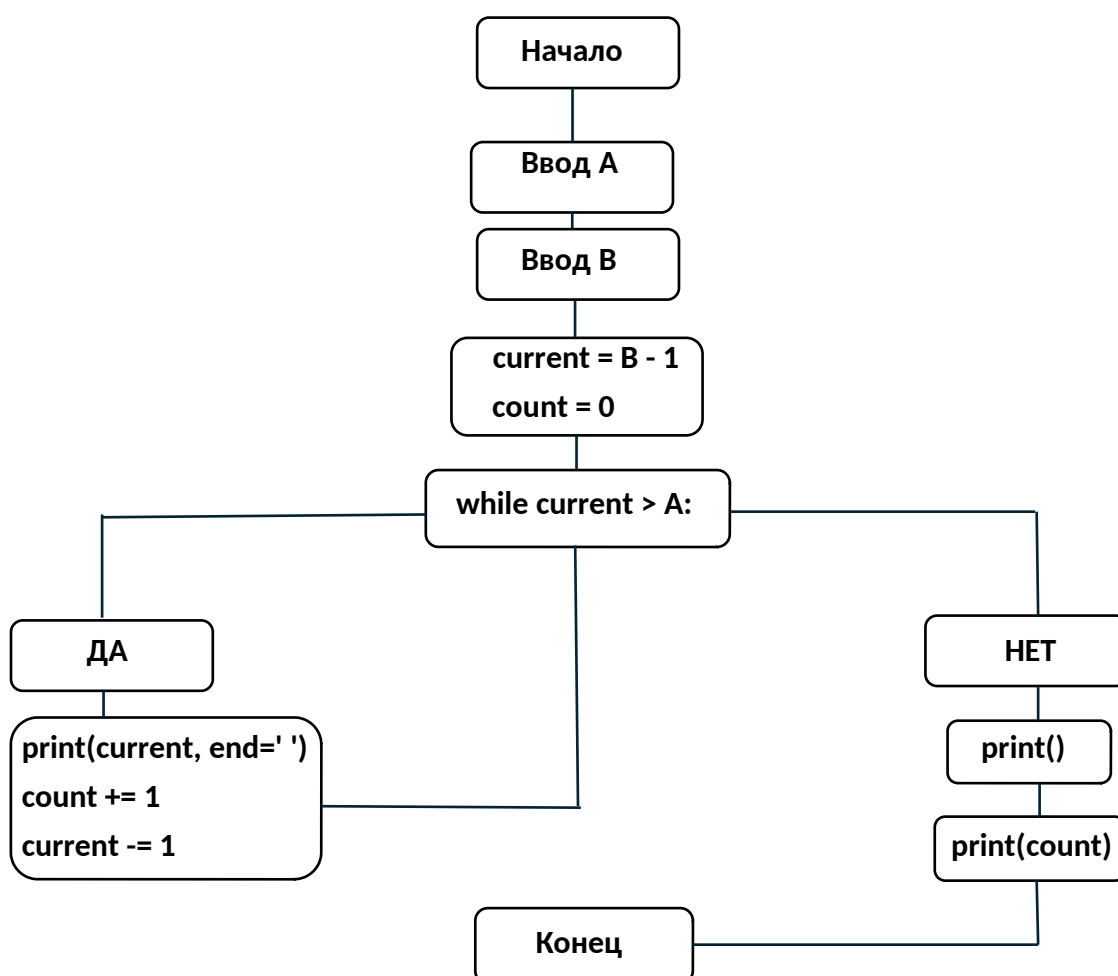 Начало
Ввод A
Ввод B
current = B - 1
count = 0
while current > A:
ДА
print(current, end=' ')
count += 1
current -= 1
НЕТ
print()
print(count)
Конец